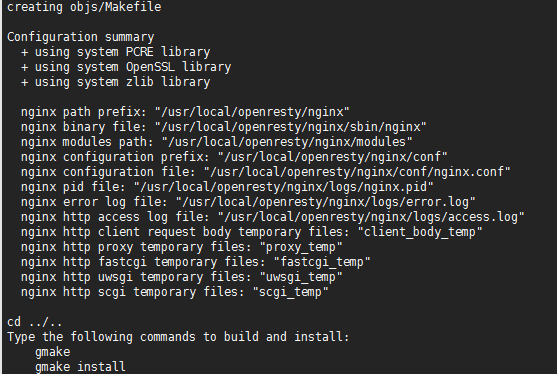 creating objs/Makefile
Configuration summary
+ using system PCRE library
+ using system OpenSSL library
+ using system zlib library
nginx path prefix: "/usr/local/openresty/nginx"
nginx binary file: "/usr/local/openresty/nginx/sbin/nginx"
nginx modules path: "/usr/local/openresty/nginx/modules"
nginx configuration prefix: "/usr/local/openresty/nginx/conf"
nginx configuration file: "/usr/local/openresty/nginx/conf/nginx.conf"
nginx pid file: "/usr/local/openresty/nginx/logs/nginx.pid"
nginx error log file: "/usr/local/openresty/nginx/logs/error.log"
nginx http access log file: "/usr/local/openresty/nginx/logs/access.log"
nginx http client request body temporary files: "client_body_temp"
nginx http proxy temporary files: "proxy_temp"
nginx http fastcgi temporary files: "fastcgi_temp"
nginx http uwsgi temporary files: "uwsgi_temp"
nginx http scgi temporary files: "scgi_temp"
cd ../..
Type the following commands to build and install:
gmake
gmake install